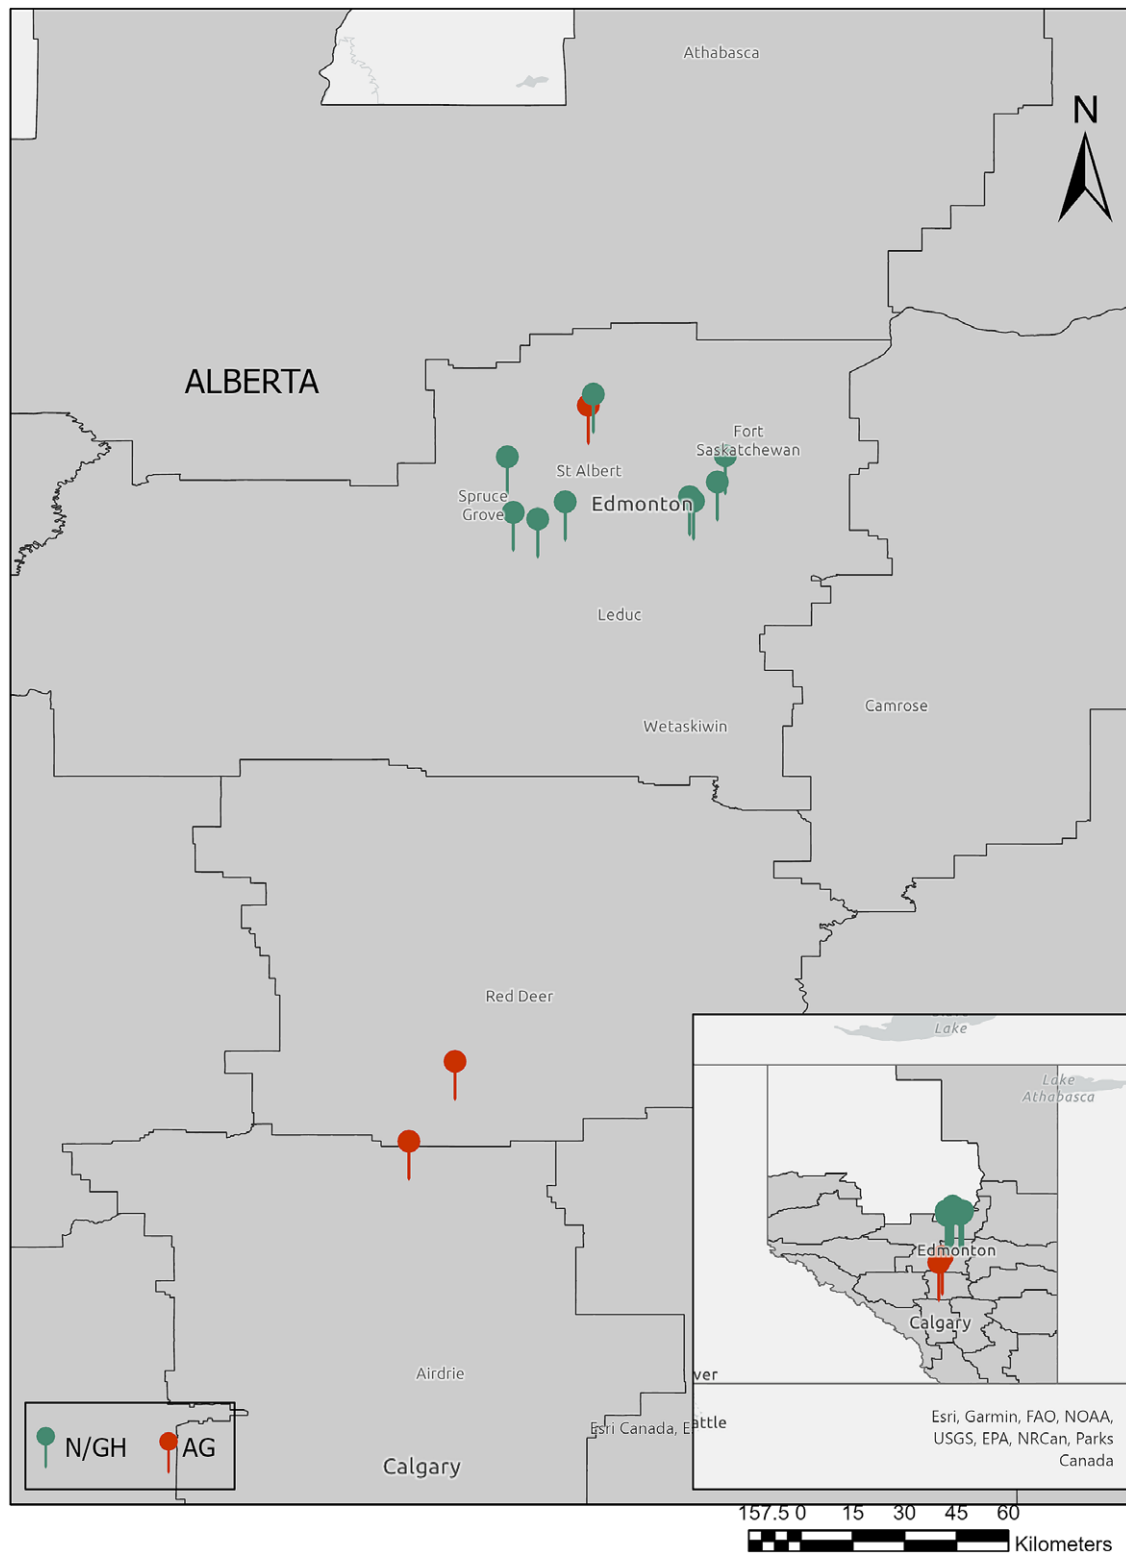 Athabasca
N
ALBERTA
Fort
Saskatchewan
St Albert
Spruce
Grove
Edmonton
Leduc
Camrose
Wetaskiwin
Red Deer
Lake
Lake
Athabasca
Edmonton
Calgary
Airdrie
ver
attle
Esri Canada, E
Esri, Garmin, FAO, NOAA,
USGS, EPA, NRCan, Parks
Canada
N/GH
AG
Calgary
157.5 0 15 30 45 60
Kilometers